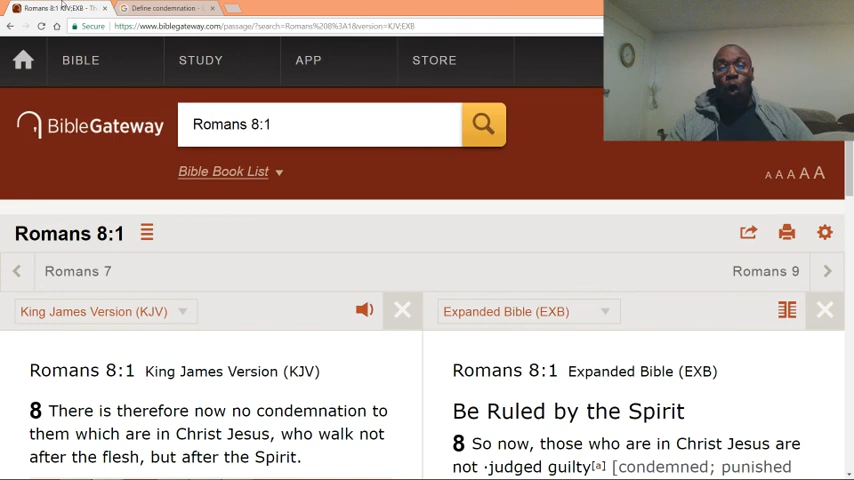 Romans 8:1 KJV;EXB - Th
Define condemnation -
Secure
https://www.biblegateway.com/passage/?search=Romans%208%3A1&version=KJV;EXB
BIBLE STUDY APP STORE
BibleGateway
Romans 8:1
Bible Book List
A A A A A
Romans 8:1
Romans 7
Romans 9
King James Version (KJV)
Expanded Bible (EXB)
Romans 8:1 King James Version (KJV)
8 There is therefore now no condemnation to
them which are in Christ Jesus, who walk not
after the flesh, but after the Spirit.
Romans 8:1 Expanded Bible (EXB)
Be Ruled by the Spirit
8 So now, those who are in Christ Jesus are
not ·judged guilty[a] [condemned; punished